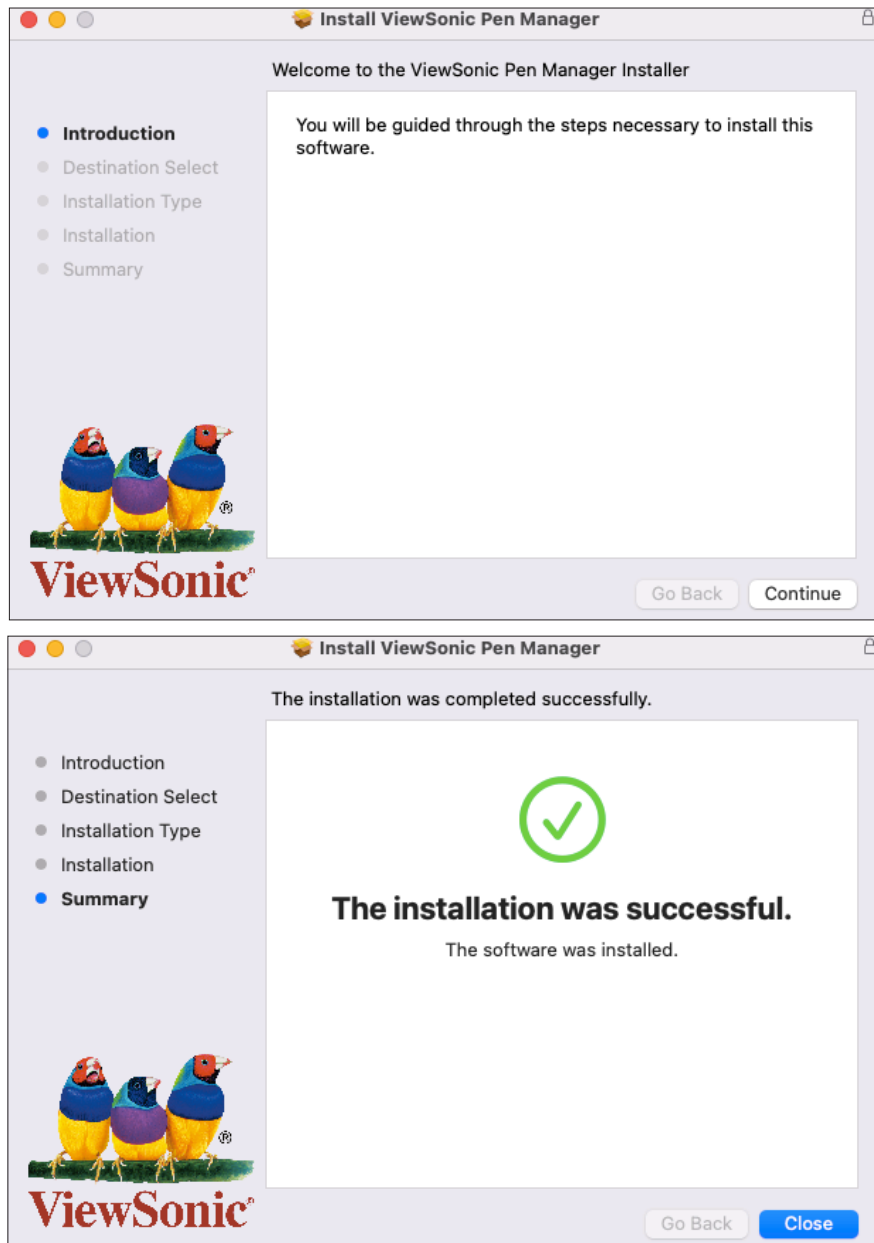 Install ViewSonic Pen Manager
Welcome to the ViewSonic Pen Manager Installer
Introduction
Destination Select
Installation Type
Installation
Summary
You will be guided through the steps necessary to install this
software.
®
ViewSonic®
Go Back
Continue
Install ViewSonic Pen Manager
The installation was completed successfully.
Introduction
Destination Select
Installation Type
Installation
Summary
The installation was successful.
The software was installed.
®
ViewSonic®
Go Back
Close